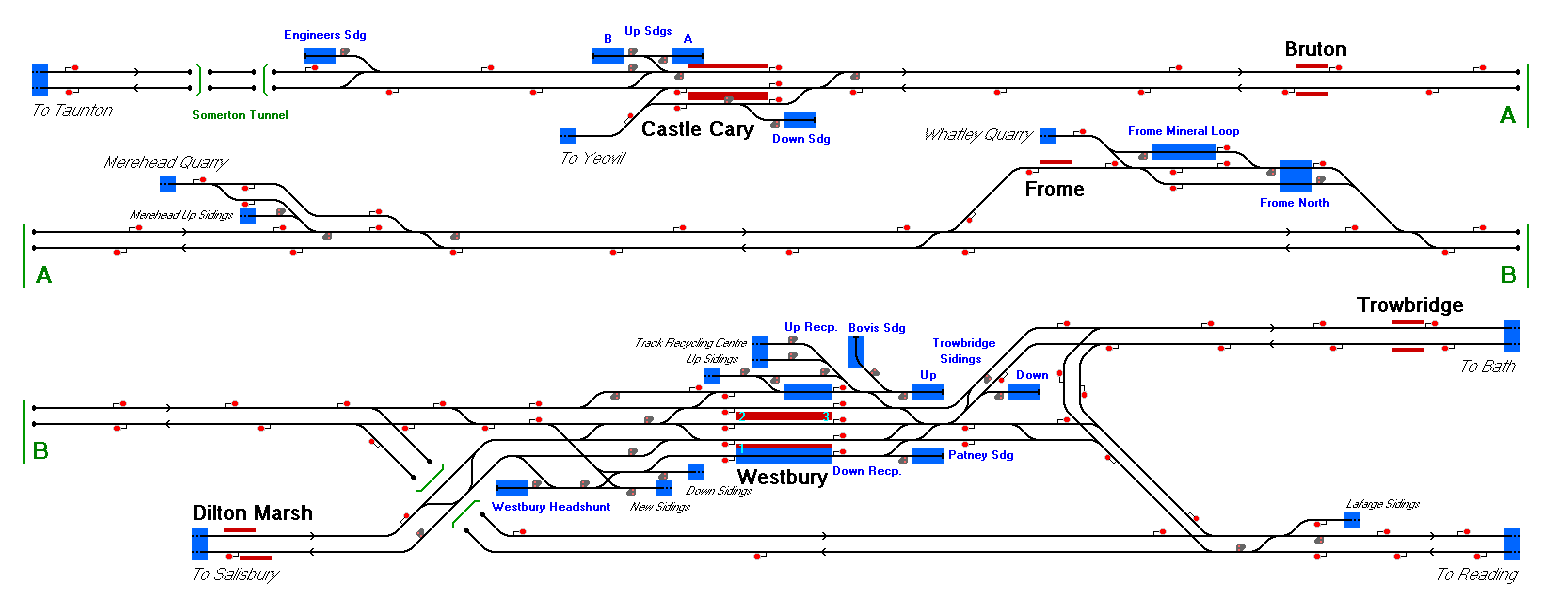 Engineers Sdg
Up Sdgs
B
A
Bruton
To Taunton
Somerton Tunnel
Castle Cary
Down Sdg
To Yeovil
A
Whatley Quarry
Frome Mineral Loop
Merehead Quarry
Frome
Frome North
Merehead Up Sidings
A
B
Trowbridge
Up Recp.
Bovis Sdg
Track Recycling Centre
Trowbridge
Sidings
Up Sidings
Up
Down
To Bath
2
3
B
1
Patney Sdg
Westbury
Down Recp.
Down Sidings
Westbury Headshunt
New Sidings
Dilton Marsh
Lafarge Sidings
To Salisbury
To Reading